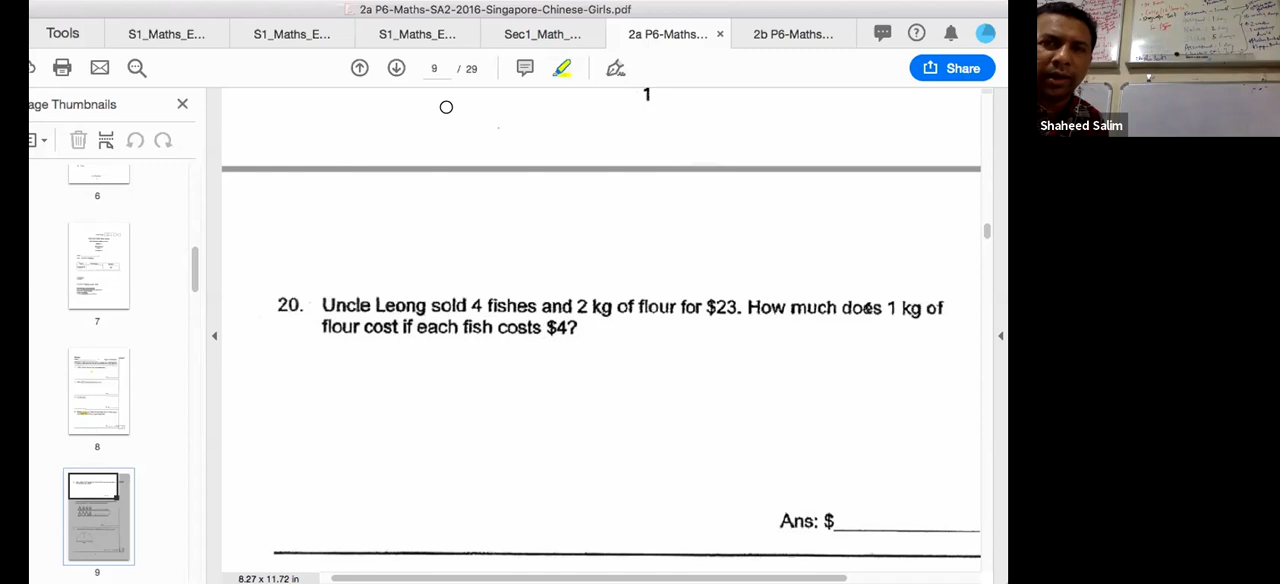 2a P6-Maths-SA2-2016-Singapore-Chinese-Girls.pdf
Tools
S1_Maths_E...
S1_Maths_E...
S1_Maths_E...
Sec1_Math_...
2a P6-Maths... ×
2b P6-Maths...
9 / 29
Share
age Thumbnails
6
7
8
9
1
20. Uncle Leong sold 4 fishes and 2 kg of flour for $23. How much does 1 kg of
flour cost if each fish costs $4?
Ans: $
8.27 x 11.72 in
Shaheed Salim